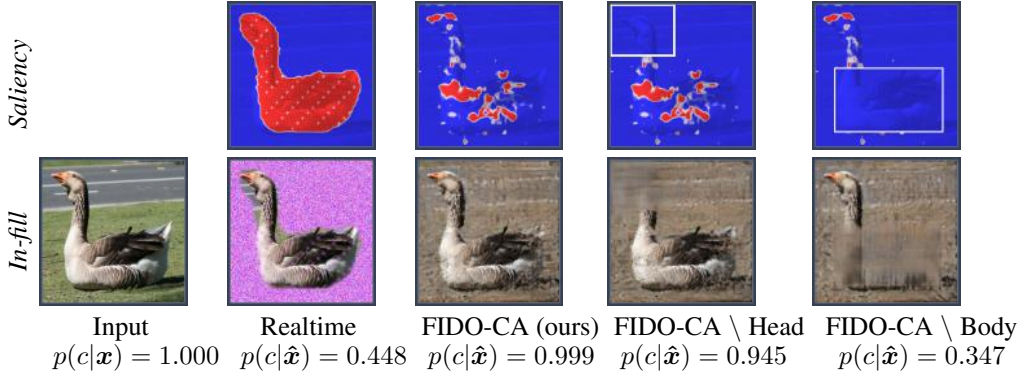 Saliency
In-fill
Input
Realtime
FIDO-CA (ours)
FIDO-CA \ Head
FIDO-CA \ Body
p(c|x) = 1.000
p(c|x̂) = 0.448
p(c|x̂) = 0.999
p(c|x̂) = 0.945
p(c|x̂) = 0.347